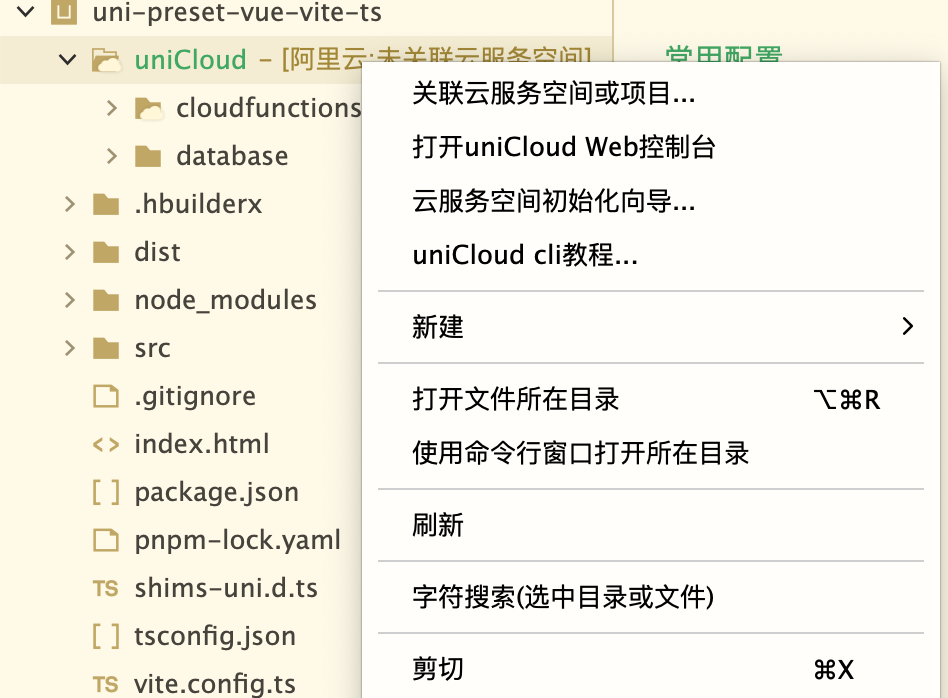 uni-preset-vue-vite-ts
uniCloud - [阿里云:未关联云服务空间]
常用配置
cloudfunctions
database
.hbuilderx
dist
node_modules
src
.gitignore
index.html
package.json
pnpm-lock.yaml
TS shims-uni.d.ts
tsconfig.json
TS vite.config.ts
关联云服务空间或项目...
打开uniCloud Web控制台
云服务空间初始化向导...
uniCloud cli教程...
新建
打开文件所在目录 ⌥⌘R
使用命令行窗口打开所在目录
刷新
字符搜索(选中目录或文件)
剪切 ⌘X